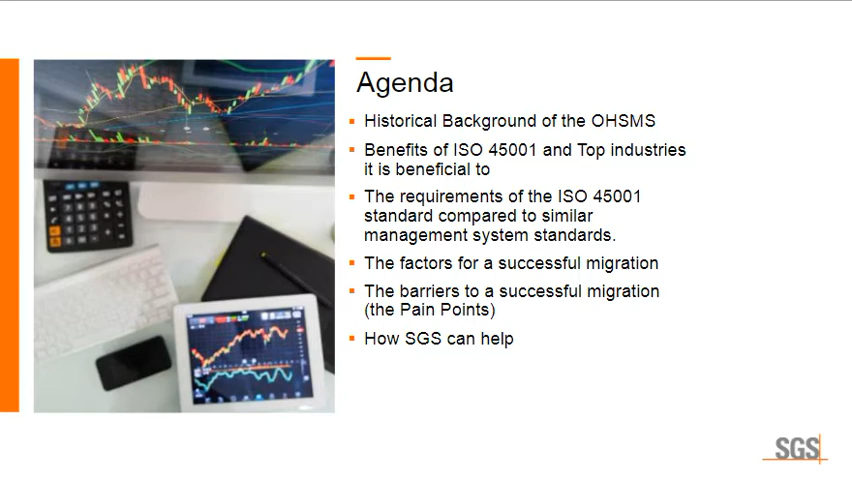 Agenda
Historical Background of the OHSMS
Benefits of ISO 45001 and Top industries
it is beneficial to
The requirements of the ISO 45001
standard compared to similar
management system standards.
The factors for a successful migration
The barriers to a successful migration
(the Pain Points)
How SGS can help
SGS